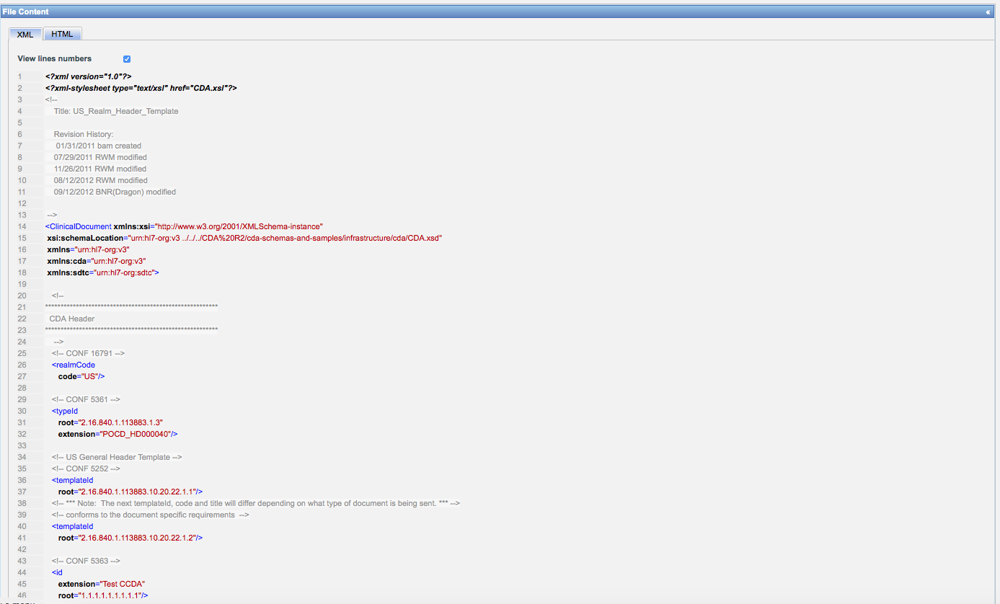 File Content «
XML HTML
View lines numbers
1 <?xml version="1.0"?>
2 <?xml-stylesheet type="text/xsl" href="CDA.xsl"?>
3 <!--
4 Title: US_Realm_Header_Template
5
6 Revision History:
7 01/31/2011 bam created
8 07/29/2011 RWM modified
9 11/26/2011 RWM modified
10 08/12/2012 RWM modified
11 09/12/2012 BNR(Dragon) modified
12
13 -->
14 <ClinicalDocument xmlns:xsi="http://www.w3.org/2001/XMLSchema-instance"
15 xsi:schemaLocation="urn:hl7-org:v3 ../../../CDA%20R2/cda-schemas-and-samples/infrastructure/cda/CDA.xsd"
16 xmlns="urn:hl7-org:v3"
17 xmlns:cda="urn:hl7-org:v3"
18 xmlns:sdtc="urn:hl7-org:sdtc">
19
20 <!--
21 ********************************************************
22 CDA Header
23 ********************************************************
24 -->
25 <!-- CONF 16791 -->
26 <realmCode
27 code="US"/>
28
29 <!-- CONF 5361 -->
30 <typeId
31 root="2.16.840.1.113883.1.3"
32 extension="POCD_HD000040"/>
33
34 <!-- US General Header Template -->
35 <!-- CONF 5252 -->
36 <templateId
37 root="2.16.840.1.113883.10.20.22.1.1"/>
38 <!-- *** Note:  The next templateId, code and title will differ depending on what type of document is being sent. *** -->
39 <!-- conforms to the document specific requirements  -->
40 <templateId
41 root="2.16.840.1.113883.10.20.22.1.2"/>
42
43 <!-- CONF 5363 -->
44 <id
45 extension="Test CCDA"
46 root="1.1.1.1.1.1.1.1.1"/>